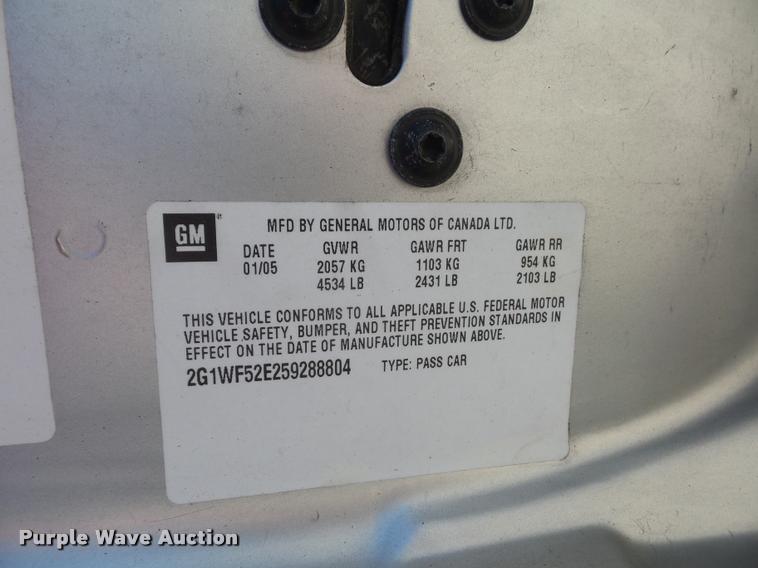 GM
MFD BY GENERAL MOTORS OF CANADA LTD.
DATE GVWR GAWR FRT GAWR RR
01/05 2057 KG 1103 KG 954 KG
4534 LB 2431 LB 2103 LB
THIS VEHICLE CONFORMS TO ALL APPLICABLE U.S. FEDERAL MOTOR
VEHICLE SAFETY, BUMPER, AND THEFT PREVENTION STANDARDS IN
EFFECT ON THE DATE OF MANUFACTURE SHOWN ABOVE.
2G1WF52E259288804 TYPE: PASS CAR
Purple Wave Auction